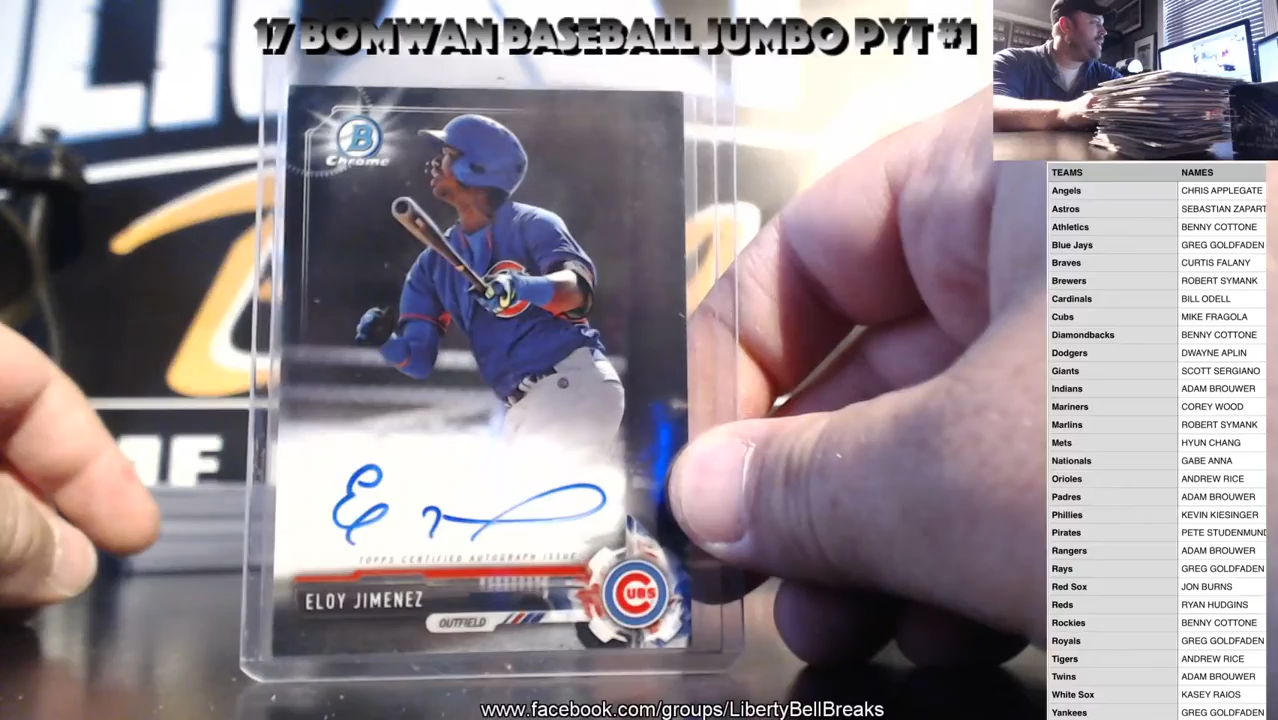 17 BOMWAN BASEBALL JUMBO PYT #1
B
Chrome
TOPPS CERTIFIED AUTOGRAPH ISSUE
ELOY JIMENEZ
OUTFIELD
CUBS
TEAMS NAMES
Angels CHRIS APPLEGATE
Astros SEBASTIAN ZAPART
Athletics BENNY COTTONE
Blue Jays GREG GOLDFADEN
Braves CURTIS FALANY
Brewers ROBERT SYMANK
Cardinals BILL ODELL
Cubs MIKE FRAGOLA
Diamondbacks BENNY COTTONE
Dodgers DWAYNE APLIN
Giants SCOTT SERGIANO
Indians ADAM BROUWER
Mariners COREY WOOD
Marlins ROBERT SYMANK
Mets HYUN CHANG
Nationals GABE ANNA
Orioles ANDREW RICE
Padres ADAM BROUWER
Phillies KEVIN KIESINGER
Pirates PETE STUDENMUND
Rangers ADAM BROUWER
Rays GREG GOLDFADEN
Red Sox JON BURNS
Reds RYAN HUDGINS
Rockies BENNY COTTONE
Royals GREG GOLDFADEN
Tigers ANDREW RICE
Twins ADAM BROUWER
White Sox KASEY RAIOS
Yankees GREG GOLDFADEN
www.facebook.com/groups/LibertyBellBreaks